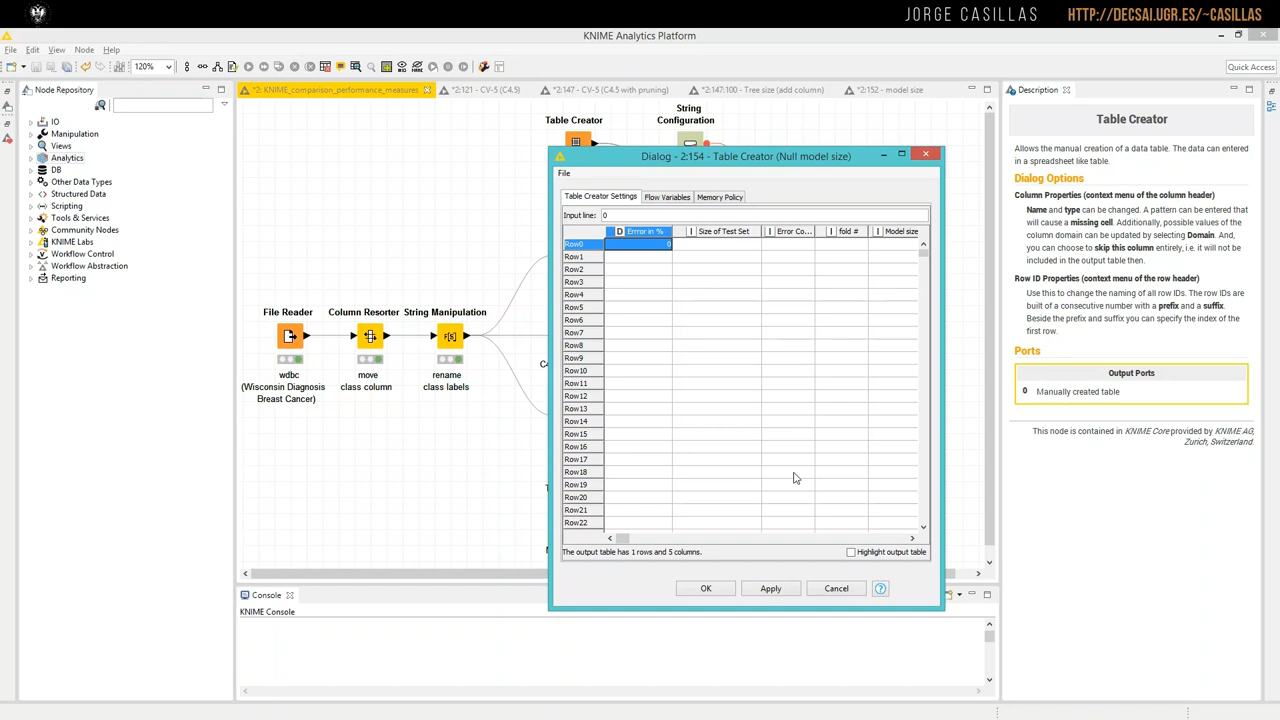 JORGE CASILLAS HTTP://DECSAI.UGR.ES/~CASILLAS
KNIME Analytics Platform
File Edit View Node Help
120% Quick Access
Node Repository
*2: KNIME_comparison_performance_measures *2:121 - CV-5 (C4.5) *2:147 - CV-5 (C4.5 with pruning) *2:147:100 - Tree size (add column) *2:152 - model size
Description
IO
Manipulation
Views
Analytics
DB
Other Data Types
Structured Data
Scripting
Tools & Services
Community Nodes
KNIME Labs
Workflow Control
Workflow Abstraction
Reporting
Table Creator
String
Configuration
File Reader
Column Resorter
String Manipulation
wdbc
(Wisconsin Diagnosis
Breast Cancer)
move
class column
rename
class labels
Dialog - 2:154 - Table Creator (Null model size)
File
Table Creator Settings Flow Variables Memory Policy
Input line: 0
D Errror in % I Size of Test Set I Error Co... I fold # I Model size
Row0 0
Row1
Row2
Row3
Row4
Row5
Row6
Row7
Row8
Row9
Row10
Row11
Row12
Row13
Row14
Row15
Row16
Row17
Row18
Row19
Row20
Row21
Row22
The output table has 1 rows and 5 columns. Highlight output table
OK Apply Cancel ?
Console
KNIME Console
Table Creator
Allows the manual creation of a data table. The data can be entered
in a spreadsheet like table.
Dialog Options
Column Properties (context menu of the column header)
Name and type can be changed. A pattern can be entered that
will cause a missing cell. Additionally, possible values of
the column domain can be updated by selecting Domain. And,
you can choose to skip this column entirely, i.e. it will not be
included in the output table then.
Row ID Properties (context menu of the row header)
Use this to change the naming of all row IDs. The row IDs are
built of a consecutive number with a prefix and a suffix.
Beside the prefix and suffix you can specify the index of the
first row.
Ports
Output Ports
0 Manually created table
This node is contained in KNIME Core provided by KNIME AG,
Zurich, Switzerland.